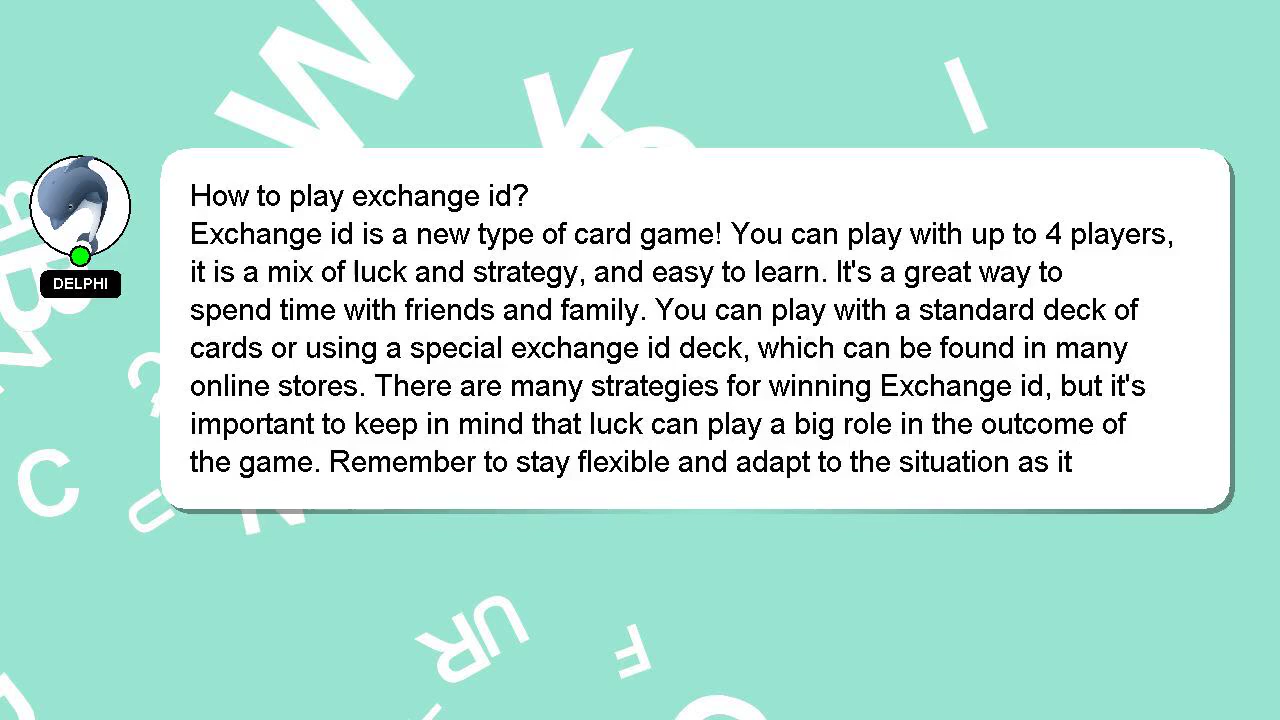 How to play exchange id?
Exchange id is a new type of card game! You can play with up to 4 players,
it is a mix of luck and strategy, and easy to learn. It's a great way to
spend time with friends and family. You can play with a standard deck of
cards or using a special exchange id deck, which can be found in many
online stores. There are many strategies for winning Exchange id, but it's
important to keep in mind that luck can play a big role in the outcome of
the game. Remember to stay flexible and adapt to the situation as it
DELPHI